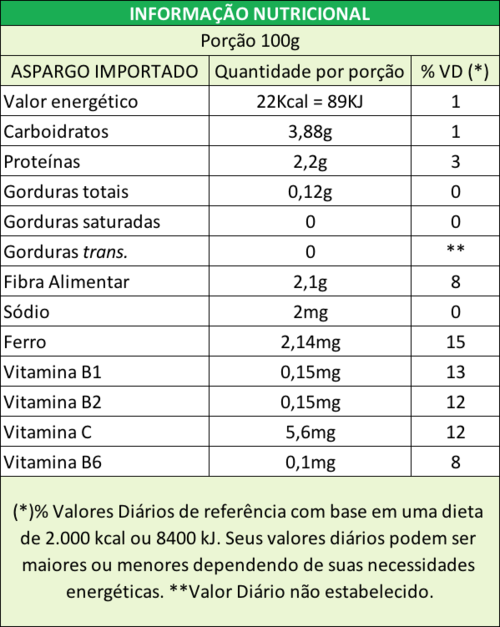 INFORMAÇÃO NUTRICIONAL
Porção 100g
ASPARGO IMPORTADO Quantidade por porção % VD (*)
Valor energético 22Kcal = 89KJ 1
Carboidratos 3,88g 1
Proteínas 2,2g 3
Gorduras totais 0,12g 0
Gorduras saturadas 0 0
Gorduras trans. 0 **
Fibra Alimentar 2,1g 8
Sódio 2mg 0
Ferro 2,14mg 15
Vitamina B1 0,15mg 13
Vitamina B2 0,15mg 12
Vitamina C 5,6mg 12
Vitamina B6 0,1mg 8
(*)% Valores Diários de referência com base em uma dieta
de 2.000 kcal ou 8400 kJ. Seus valores diários podem ser
maiores ou menores dependendo de suas necessidades
energéticas. **Valor Diário não estabelecido.